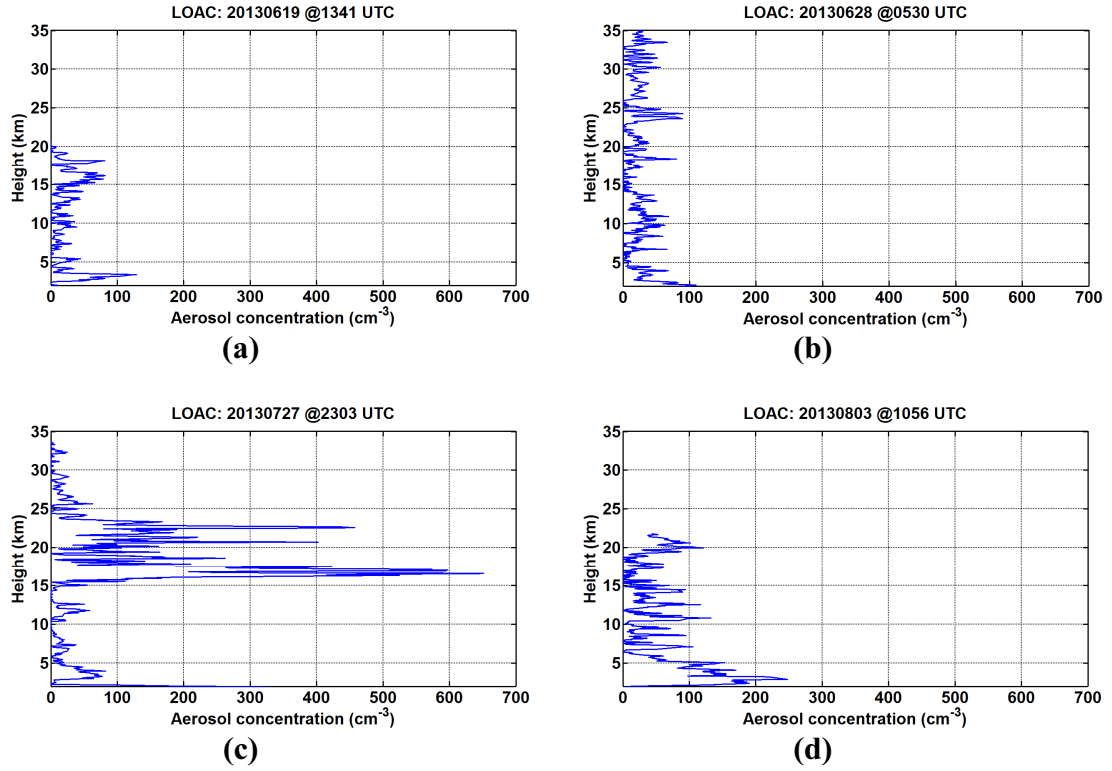 LOAC: 20130619 @1341 UTC
35
30
25
20
15
10
5
Height (km)
0 100 200 300 400 500 600 700
Aerosol concentration (cm⁻³)
(a)
LOAC: 20130628 @0530 UTC
35
30
25
20
15
10
5
Height (km)
0 100 200 300 400 500 600 700
Aerosol concentration (cm⁻³)
(b)
LOAC: 20130727 @2303 UTC
35
30
25
20
15
10
5
Height (km)
0 100 200 300 400 500 600 700
Aerosol concentration (cm⁻³)
(c)
LOAC: 20130803 @1056 UTC
35
30
25
20
15
10
5
Height (km)
0 100 200 300 400 500 600 700
Aerosol concentration (cm⁻³)
(d)